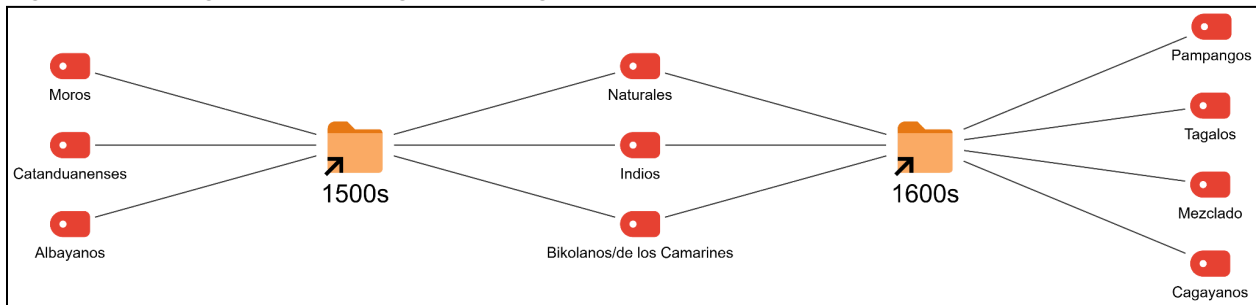 Moros
Catanduanenses
Albayanos
1500s
Naturales
Indios
Bikolanos/de los Camarines
1600s
Pampangos
Tagalos
Mezclado
Cagayanos